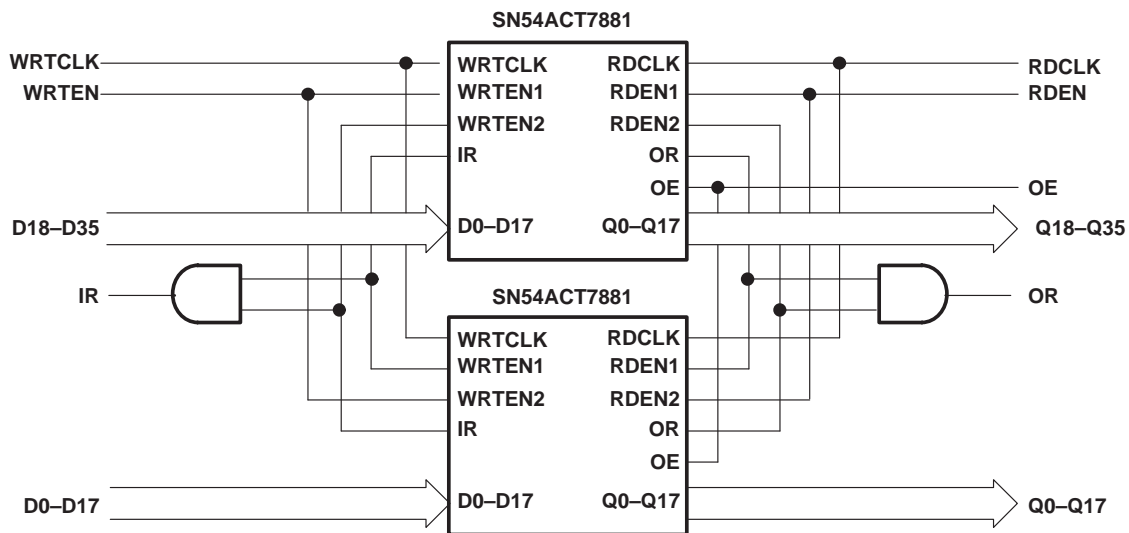 SN54ACT7881
WRTCLK
WRTEN
WRTCLK
WRTEN1
WRTEN2
IR
D0–D17
RDCLK
RDEN1
RDEN2
OR
OE
Q0–Q17
RDCLK
RDEN
OE
D18–D35
Q18–Q35
IR
OR
SN54ACT7881
WRTCLK
WRTEN1
WRTEN2
IR
D0–D17
RDCLK
RDEN1
RDEN2
OR
OE
Q0–Q17
D0–D17
Q0–Q17